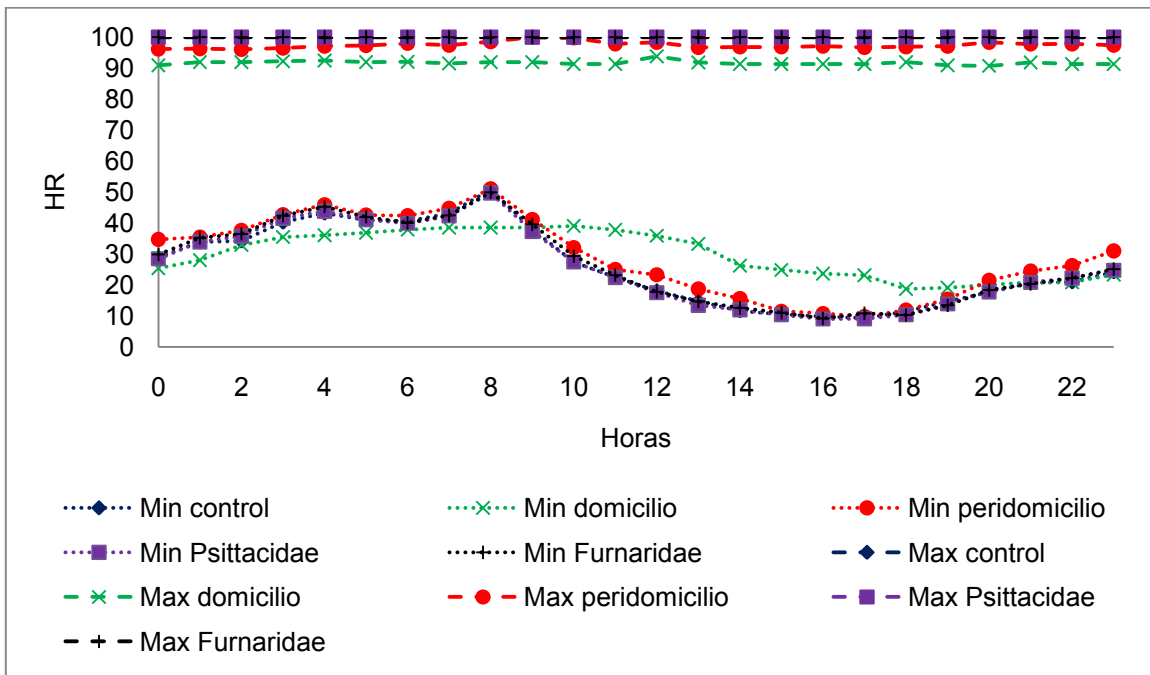 100
90
80
70
60
50
40
30
20
10
0
HR
0 2 4 6 8 10 12 14 16 18 20 22
Horas
Min control Min domicilio Min peridomicilio
Min Psittacidae Min Furnaridae Max control
Max domicilio Max peridomicilio Max Psittacidae
Max Furnaridae